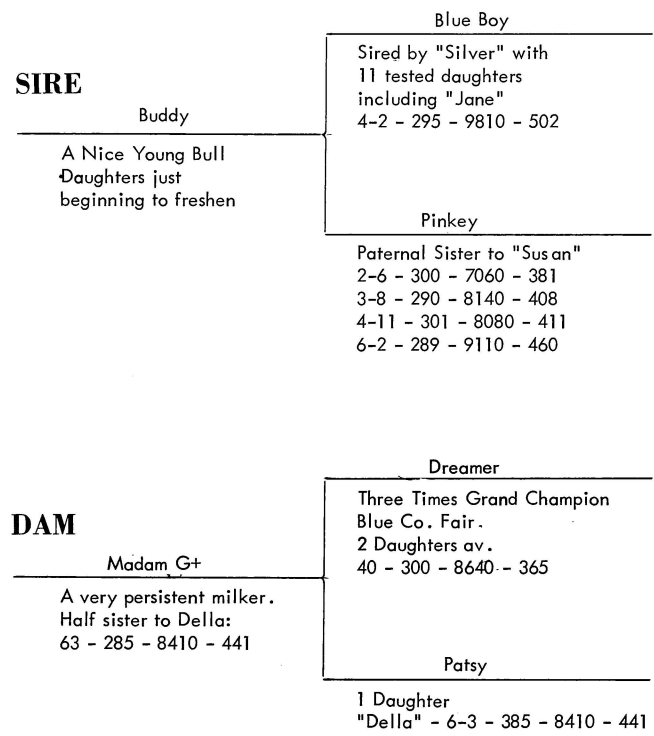 Blue Boy
Sired by "Silver" with
11 tested daughters
including "Jane"
4-2 - 295 - 9810 - 502
SIRE
Buddy
A Nice Young Bull
Daughters just
beginning to freshen
Pinkey
Paternal Sister to "Susan"
2-6 - 300 - 7060 - 381
3-8 - 290 - 8140 - 408
4-11 - 301 - 8080 - 411
6-2 - 289 - 9110 - 460
Dreamer
Three Times Grand Champion
Blue Co. Fair.
2 Daughters av.
40 - 300 - 8640 - 365
DAM
Madam G+
A very persistent milker.
Half sister to Della:
63 - 285 - 8410 - 441
Patsy
1 Daughter
"Della" - 6-3 - 385 - 8410 - 441